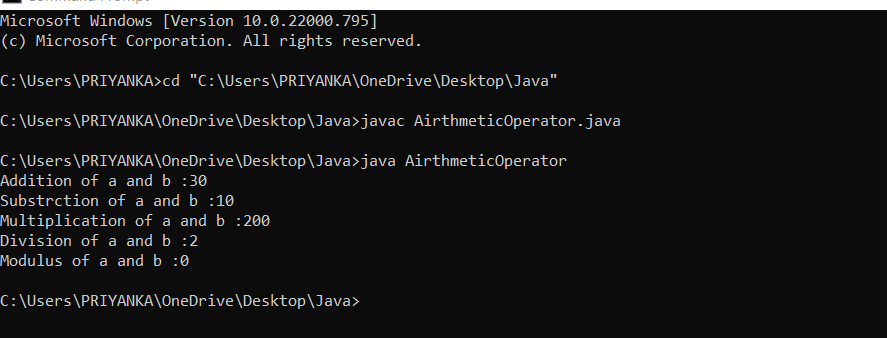 Microsoft Windows [Version 10.0.22000.795]
(c) Microsoft Corporation. All rights reserved.
C:\Users\PRIYANKA>cd "C:\Users\PRIYANKA\OneDrive\Desktop\Java"
C:\Users\PRIYANKA\OneDrive\Desktop\Java>javac AirthmeticOperator.java
C:\Users\PRIYANKA\OneDrive\Desktop\Java>java AirthmeticOperator
Addition of a and b :30
Substrction of a and b :10
Multiplication of a and b :200
Division of a and b :2
Modulus of a and b :0
C:\Users\PRIYANKA\OneDrive\Desktop\Java>